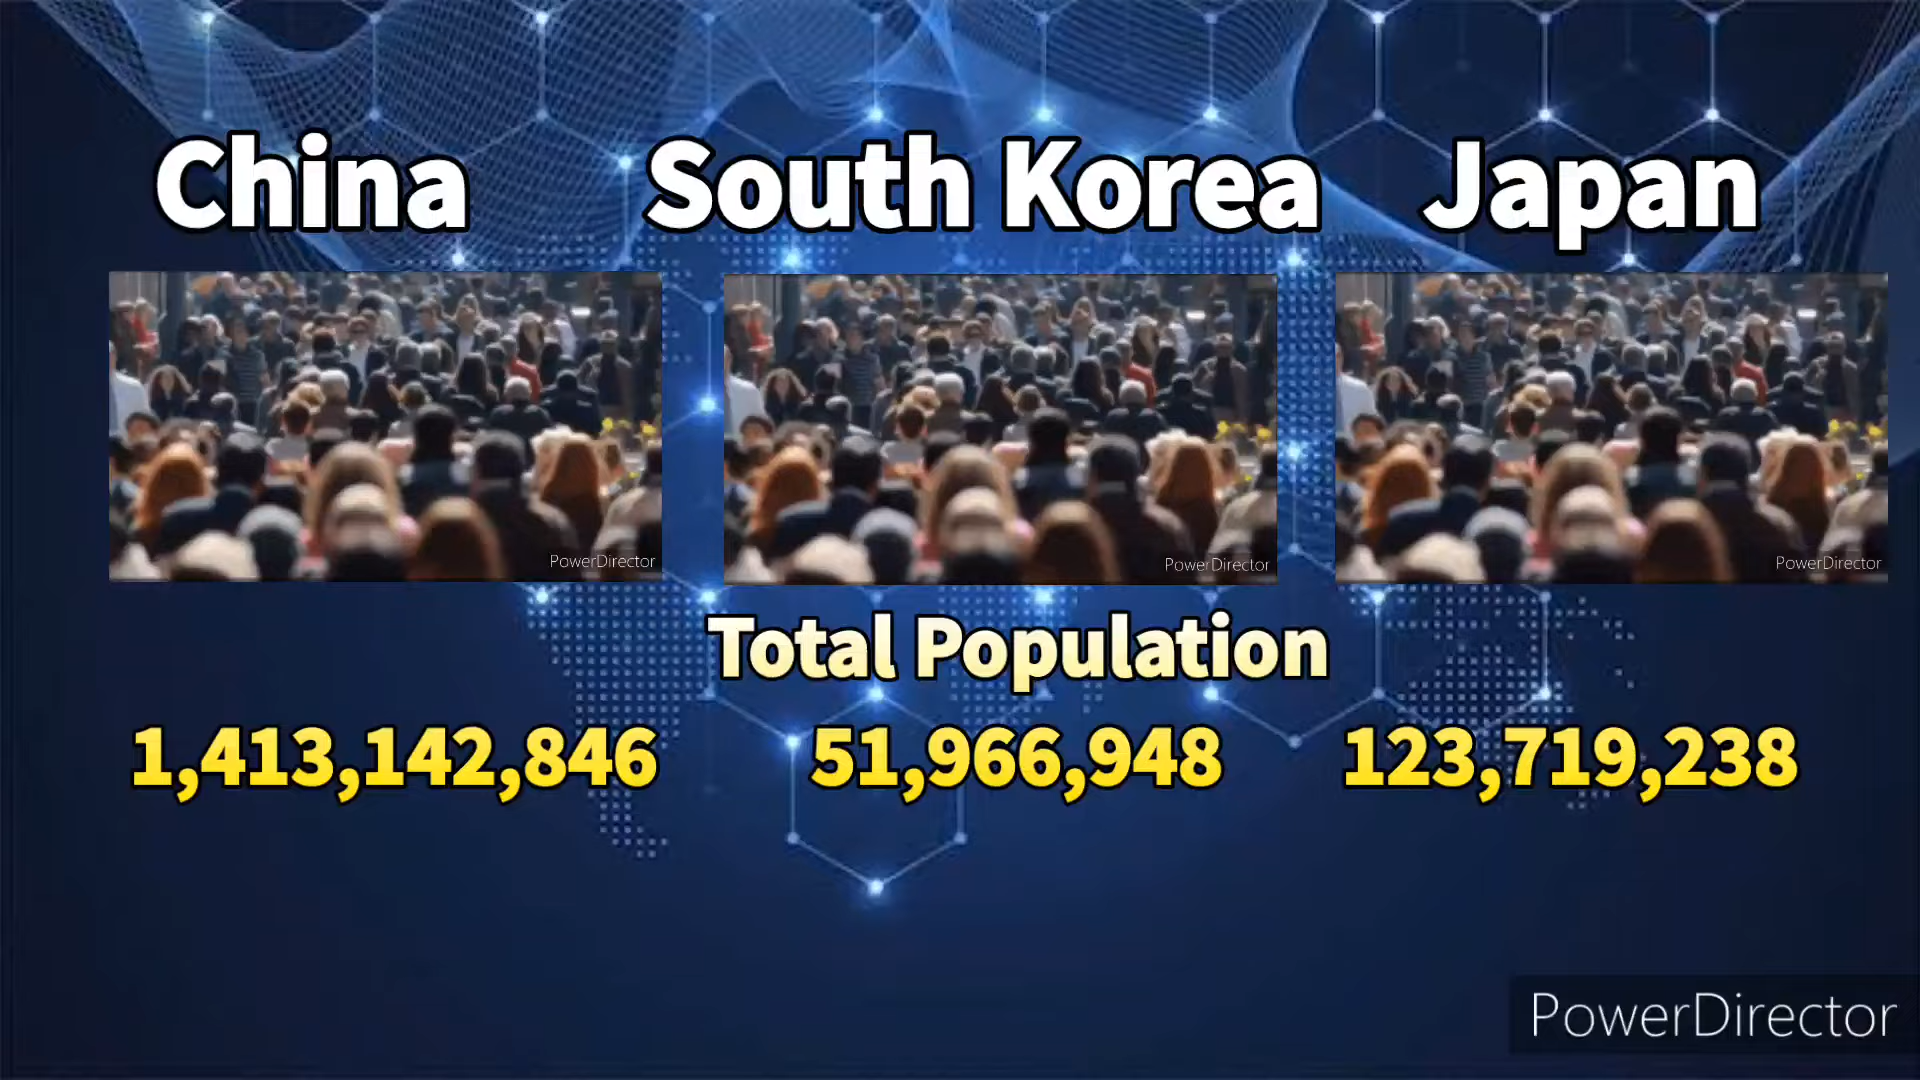 China South Korea Japan
PowerDirector PowerDirector PowerDirector
Total Population
1,413,142,846 51,966,948 123,719,238
PowerDirector